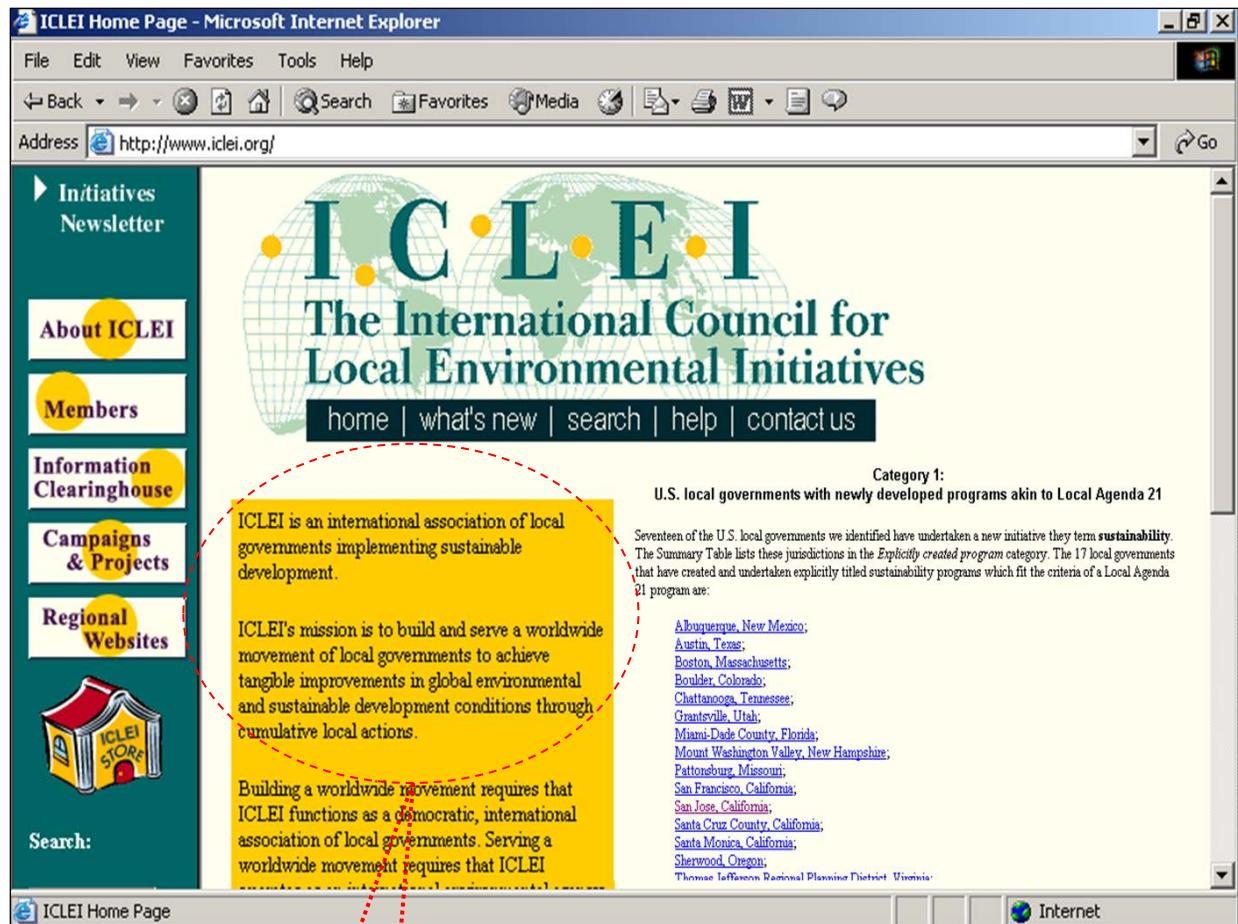 ICLEI Home Page - Microsoft Internet Explorer
File Edit View Favorites Tools Help
Back Search Favorites Media
Address http://www.iclei.org/ Go
Initiatives
Newsletter
About ICLEI
Members
Information
Clearinghouse
Campaigns
& Projects
Regional
Websites
ICLEI
STORE
Search:
I·C·L·E·I
The International Council for
Local Environmental Initiatives
home | what's new | search | help | contact us
ICLEI is an international association of local
governments implementing sustainable
development.
ICLEI's mission is to build and serve a worldwide
movement of local governments to achieve
tangible improvements in global environmental
and sustainable development conditions through
cumulative local actions.
Building a worldwide movement requires that
ICLEI functions as a democratic, international
association of local governments. Serving a
worldwide movement requires that ICLEI
Category 1:
U.S. local governments with newly developed programs akin to Local Agenda 21
Seventeen of the U.S. local governments we identified have undertaken a new initiative they term sustainability.
The Summary Table lists these jurisdictions in the Explicitly created program category. The 17 local governments
that have created and undertaken explicitly titled sustainability programs which fit the criteria of a Local Agenda
21 program are:
Albuquerque, New Mexico;
Austin, Texas;
Boston, Massachusetts;
Boulder, Colorado;
Chattanooga, Tennessee;
Grantsville, Utah;
Miami-Dade County, Florida;
Mount Washington Valley, New Hampshire;
Pattonsburg, Missouri;
San Francisco, California;
San Jose, California;
Santa Cruz County, California;
Santa Monica, California;
Sherwood, Oregon;
Thomas Jefferson Regional Planning District, Virginia;
ICLEI Home Page Internet